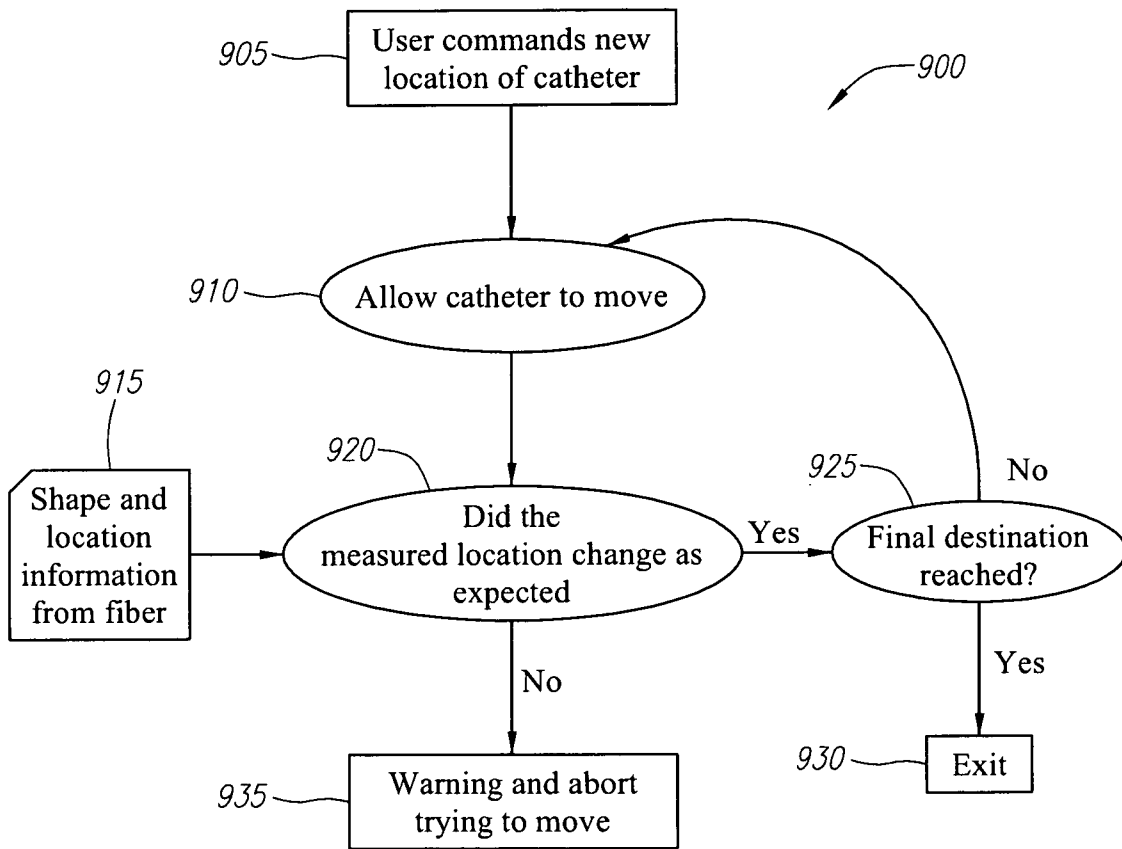 905
User commands new
location of catheter
900
910
Allow catheter to move
915
Shape and
location
information
from fiber
920
Did the
measured location change as
expected
Yes
925
Final destination
reached?
No
Yes
930
Exit
No
935
Warning and abort
trying to move